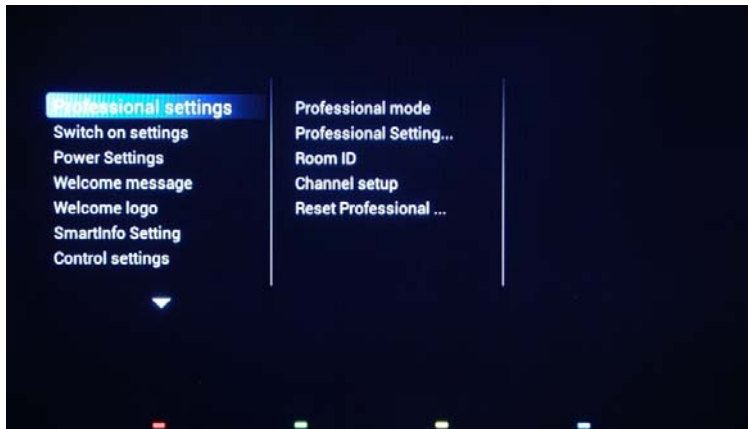 Professional settings
Switch on settings
Power Settings
Welcome message
Welcome logo
SmartInfo Setting
Control settings
Professional mode
Professional Setting...
Room ID
Channel setup
Reset Professional ...